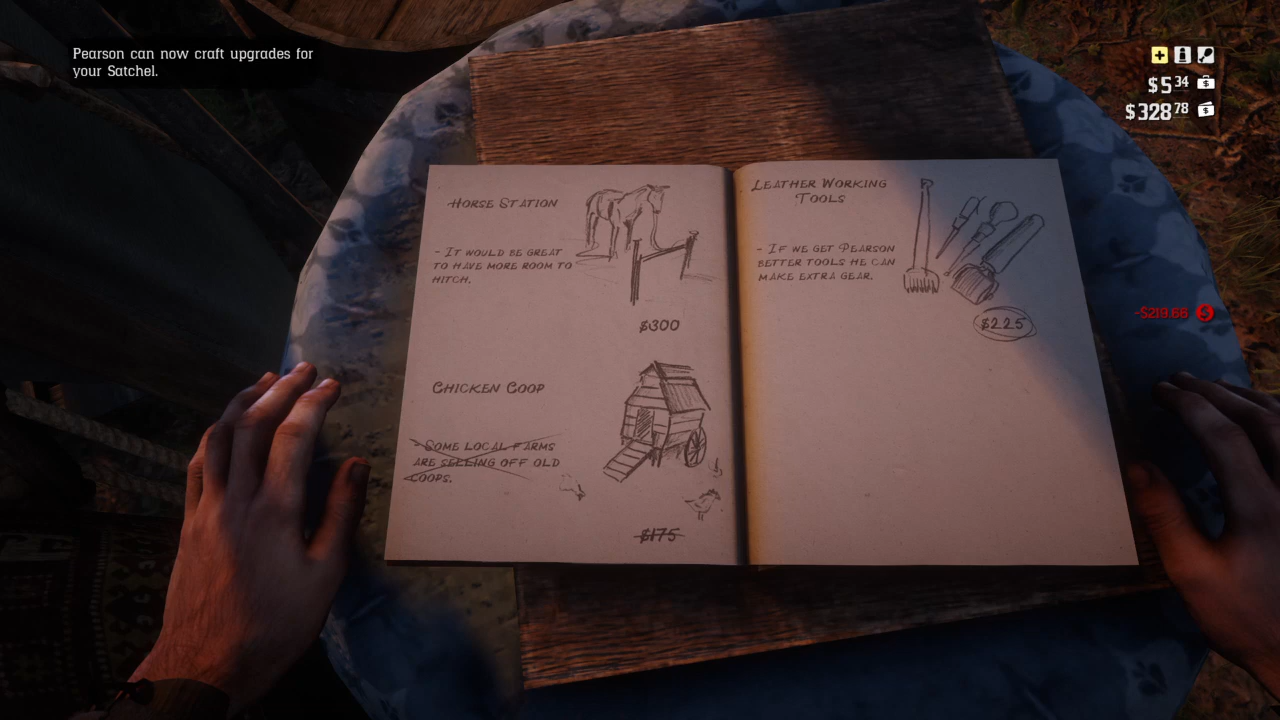 Pearson can now craft upgrades for
your Satchel.
$5 34
$328 78
-$219.66
HORSE STATION
- IT WOULD BE GREAT
TO HAVE MORE ROOM TO
HITCH.
$300
CHICKEN COOP
- SOME LOCAL FARMS
ARE SELLING OFF OLD
COOPS.
$175
LEATHER WORKING
TOOLS
- IF WE GET PEARSON
BETTER TOOLS HE CAN
MAKE EXTRA GEAR.
$225